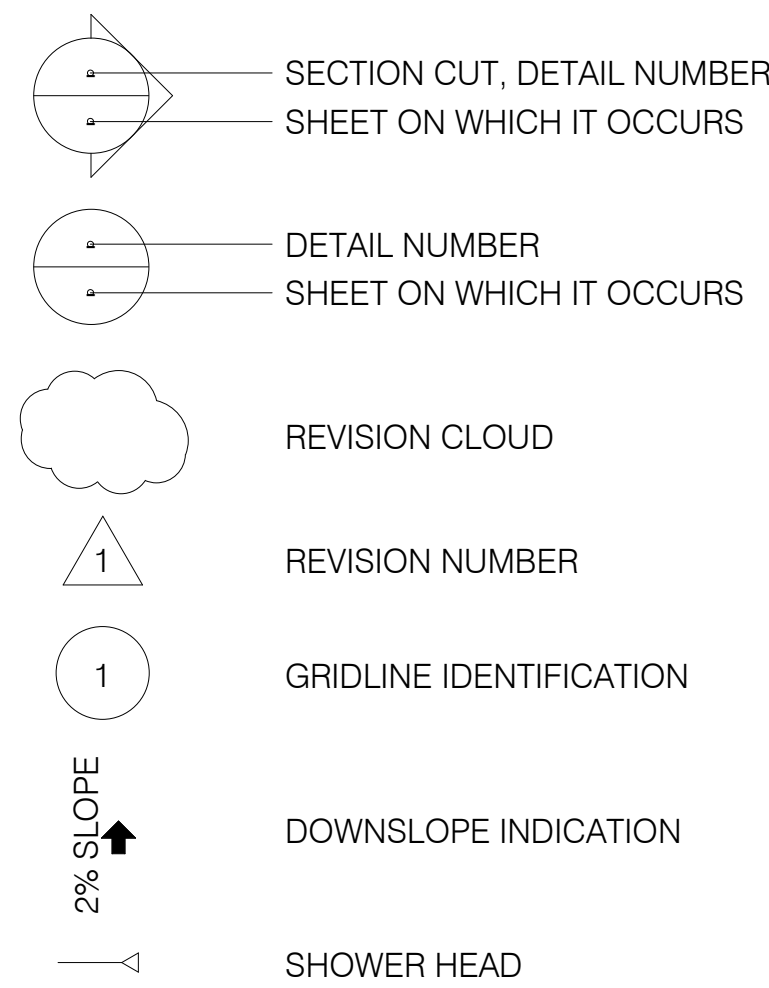 SECTION CUT, DETAIL NUMBER
SHEET ON WHICH IT OCCURS
DETAIL NUMBER
SHEET ON WHICH IT OCCURS
REVISION CLOUD
1
REVISION NUMBER
1
GRIDLINE IDENTIFICATION
2% SLOPE
DOWNSLOPE INDICATION
SHOWER HEAD